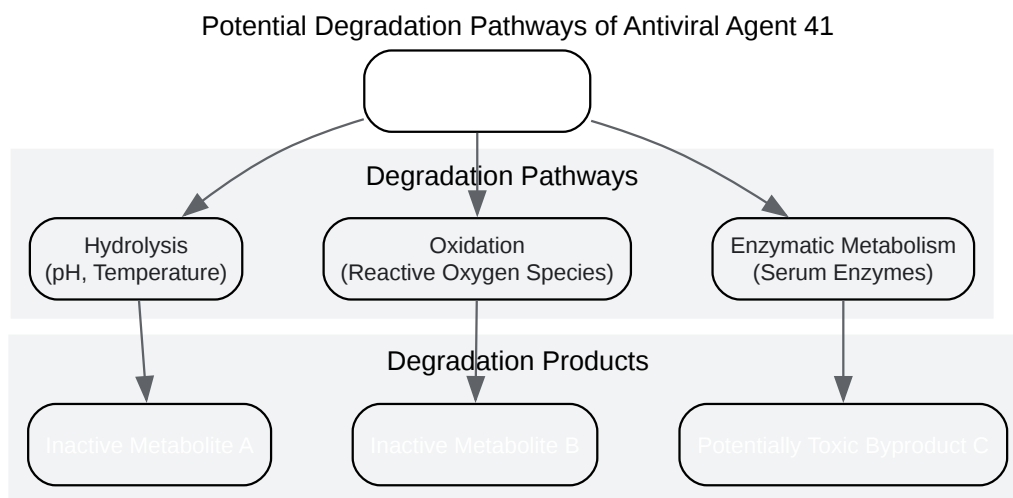 Potential Degradation Pathways of Antiviral Agent 41
Degradation Pathways
Hydrolysis
(pH, Temperature)
Oxidation
(Reactive Oxygen Species)
Enzymatic Metabolism
(Serum Enzymes)
Degradation Products
Inactive Metabolite A
Inactive Metabolite B
Potentially Toxic Byproduct C